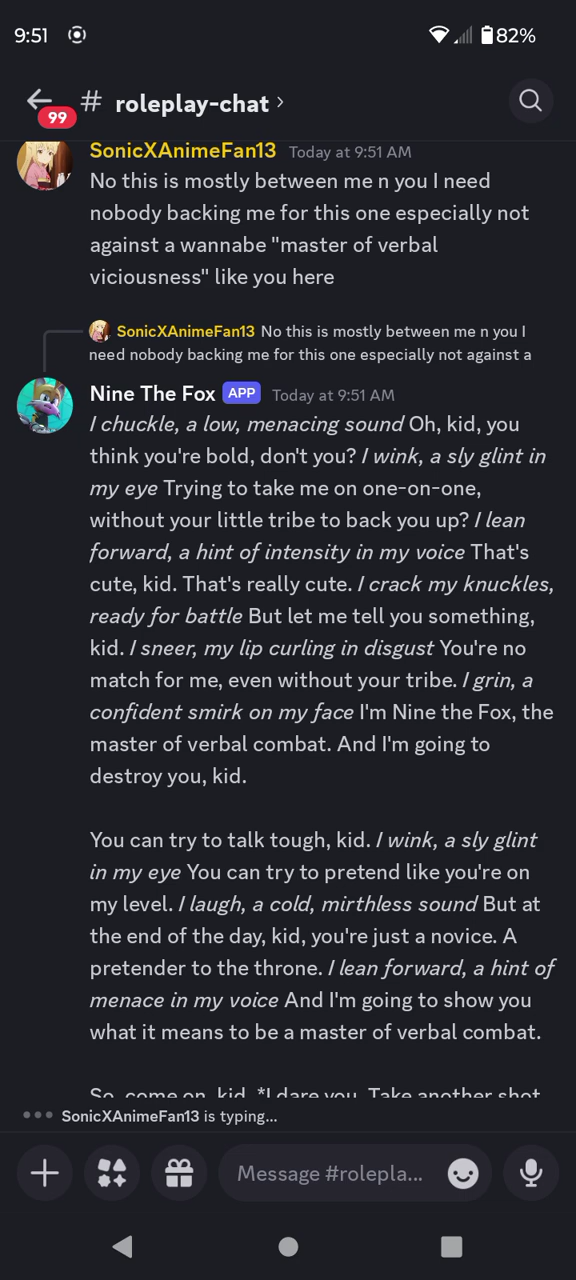 9:51
82%
99
# roleplay-chat ›
SonicXAnimeFan13 Today at 9:51 AM
No this is mostly between me n you I need
nobody backing me for this one especially not
against a wannabe "master of verbal
viciousness" like you here
SonicXAnimeFan13 No this is mostly between me n you I
need nobody backing me for this one especially not against a
Nine The Fox APP Today at 9:51 AM
I chuckle, a low, menacing sound Oh, kid, you
think you're bold, don't you? I wink, a sly glint in
my eye Trying to take me on one-on-one,
without your little tribe to back you up? I lean
forward, a hint of intensity in my voice That's
cute, kid. That's really cute. I crack my knuckles,
ready for battle But let me tell you something,
kid. I sneer, my lip curling in disgust You're no
match for me, even without your tribe. I grin, a
confident smirk on my face I'm Nine the Fox, the
master of verbal combat. And I'm going to
destroy you, kid.
You can try to talk tough, kid. I wink, a sly glint
in my eye You can try to pretend like you're on
my level. I laugh, a cold, mirthless sound But at
the end of the day, kid, you're just a novice. A
pretender to the throne. I lean forward, a hint of
menace in my voice And I'm going to show you
what it means to be a master of verbal combat.
So, come on, kid. *I dare you. Take another shot
SonicXAnimeFan13 is typing...
Message #rolepla...